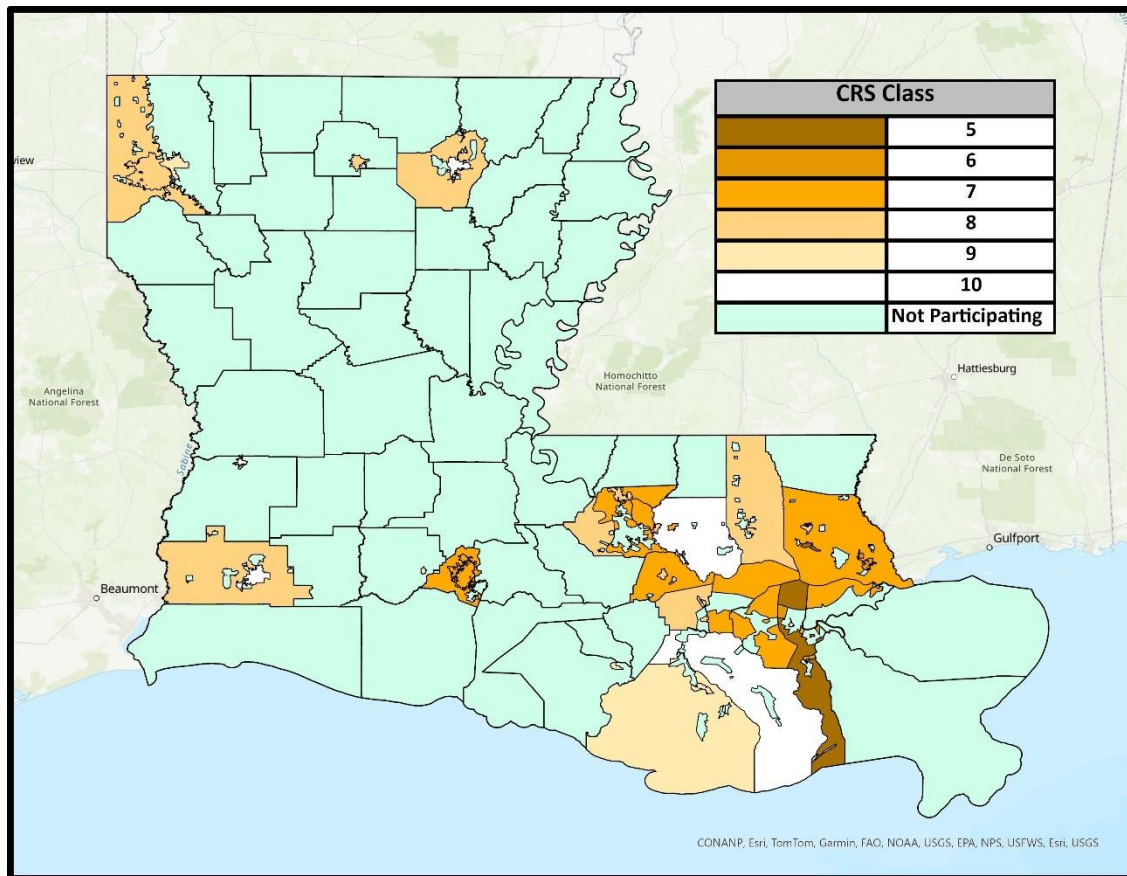 CRS Class
5
6
7
8
9
10
Not Participating
view
Angelina
National Forest
Sabine
Homochitto
National Forest
Hattiesburg
De Soto
National Forest
Gulfport
Beaumont
CONANP, Esri, TomTom, Garmin, FAO, NOAA, USGS, EPA, NPS, USFWS, Esri, USGS